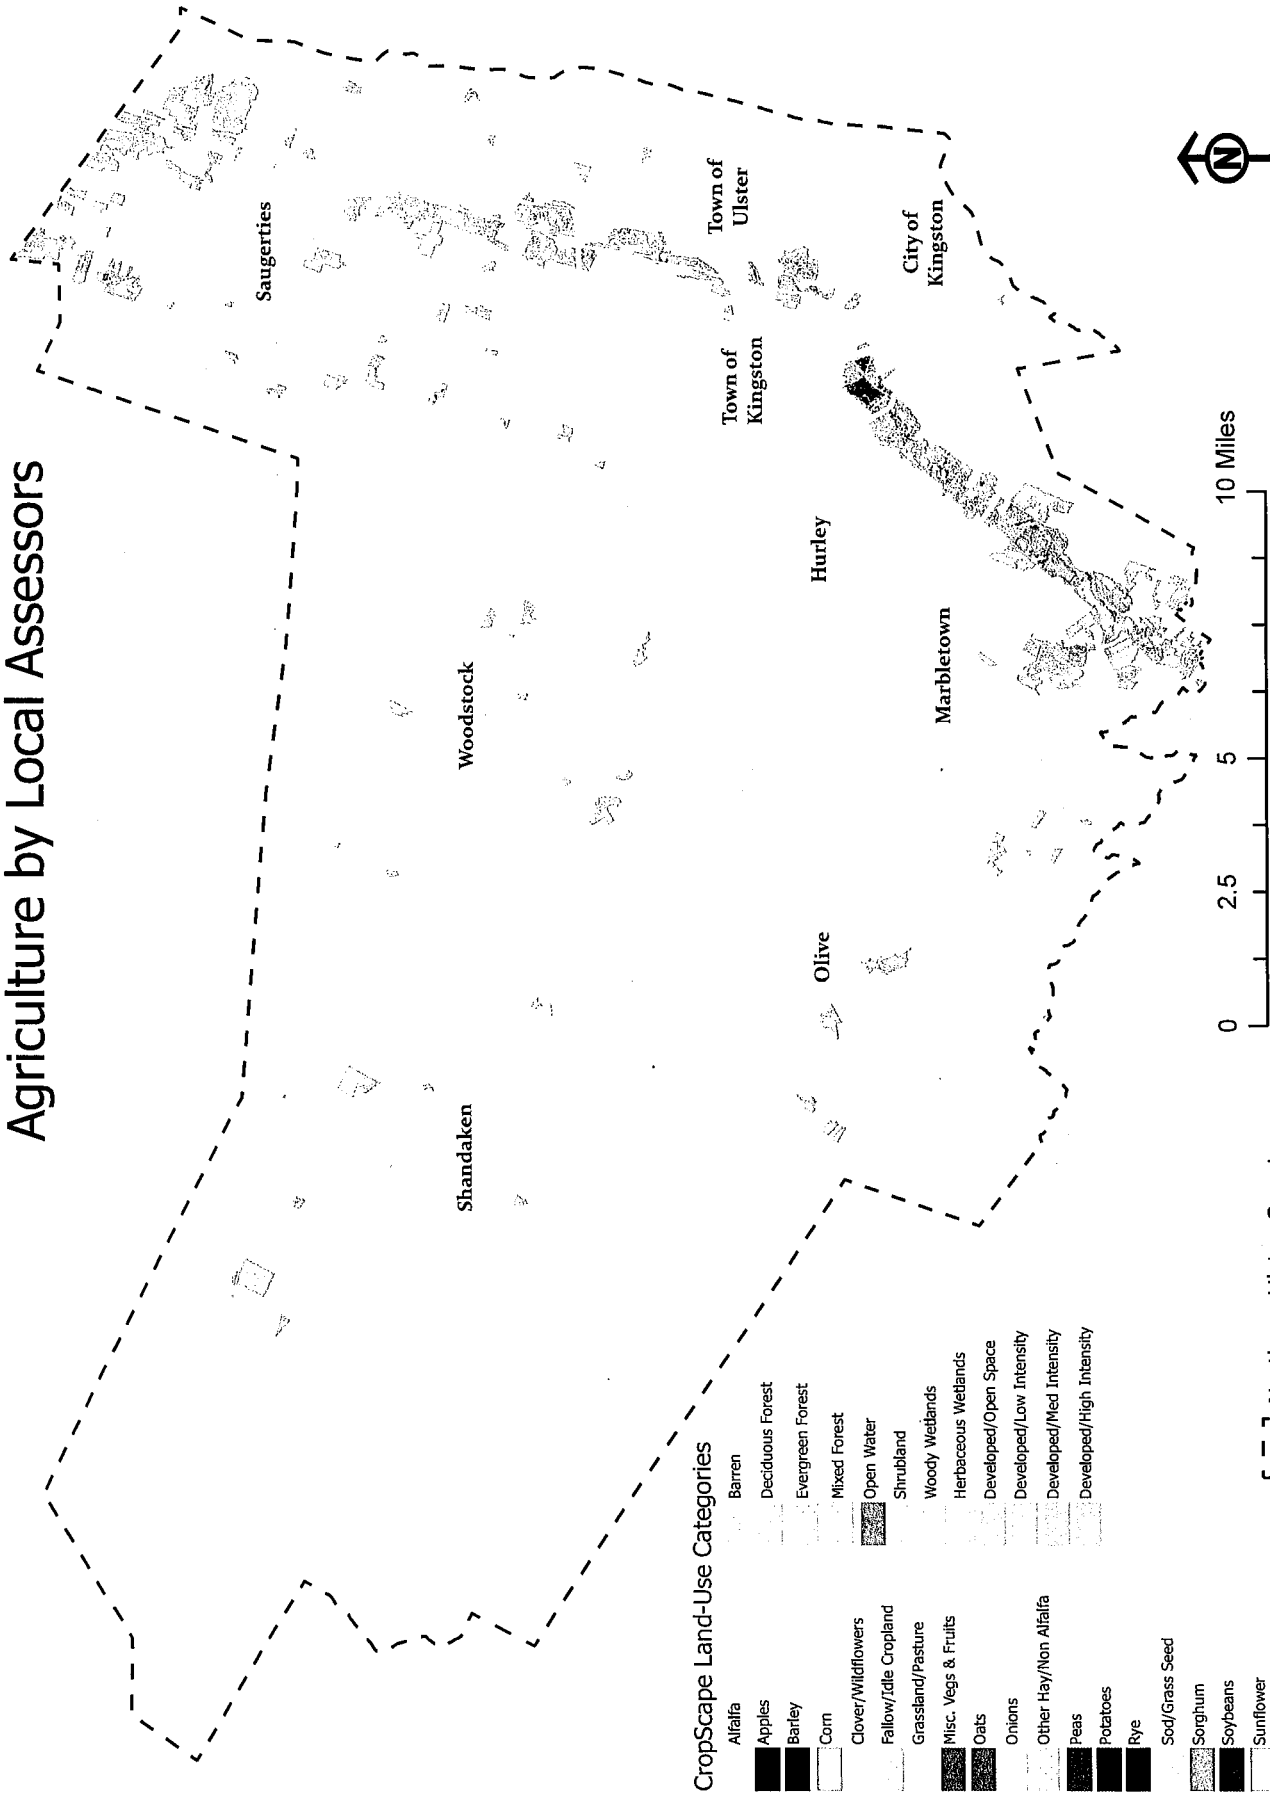 Agriculture by Local Assessors
Saugerties
Town of
Ulster
City of
Kingston
Town of
Kingston
Hurley
Woodstock
Marbletown
Olive
Shandaken
CropScape Land-Use Categories
Alfalfa
Apples
Barley
Corn
Clover/Wildflowers
Fallow/Idle Cropland
Grassland/Pasture
Misc. Vegs & Fruits
Oats
Onions
Other Hay/Non Alfalfa
Peas
Potatoes
Rye
Sod/Grass Seed
Sorghum
Soybeans
Sunflower
Barren
Deciduous Forest
Evergreen Forest
Mixed Forest
Open Water
Shrubland
Woody Wetlands
Herbaceous Wetlands
Developed/Open Space
Developed/Low Intensity
Developed/Med Intensity
Developed/High Intensity
0 2.5 5 10 Miles
N